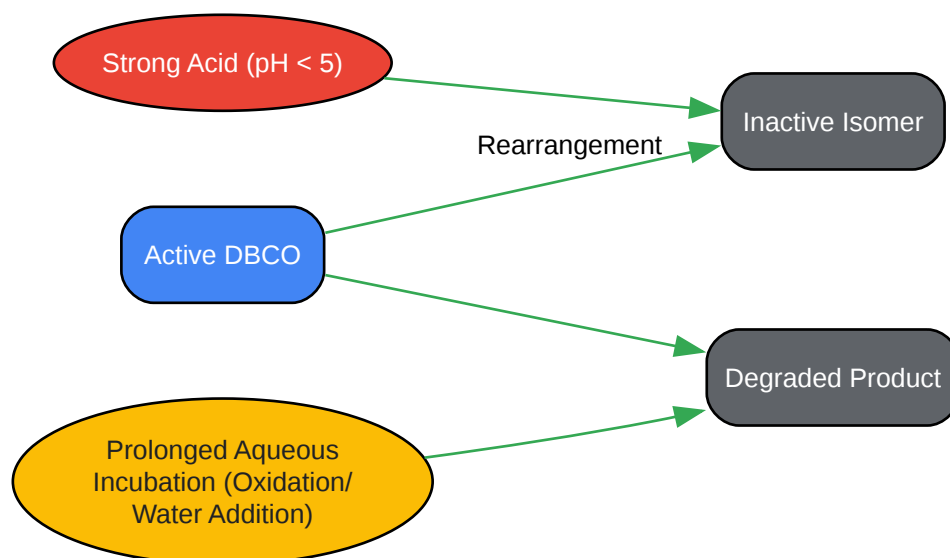 Strong Acid (pH < 5)
Inactive Isomer
Rearrangement
Active DBCO
Degraded Product
Prolonged Aqueous
Incubation (Oxidation/
Water Addition)